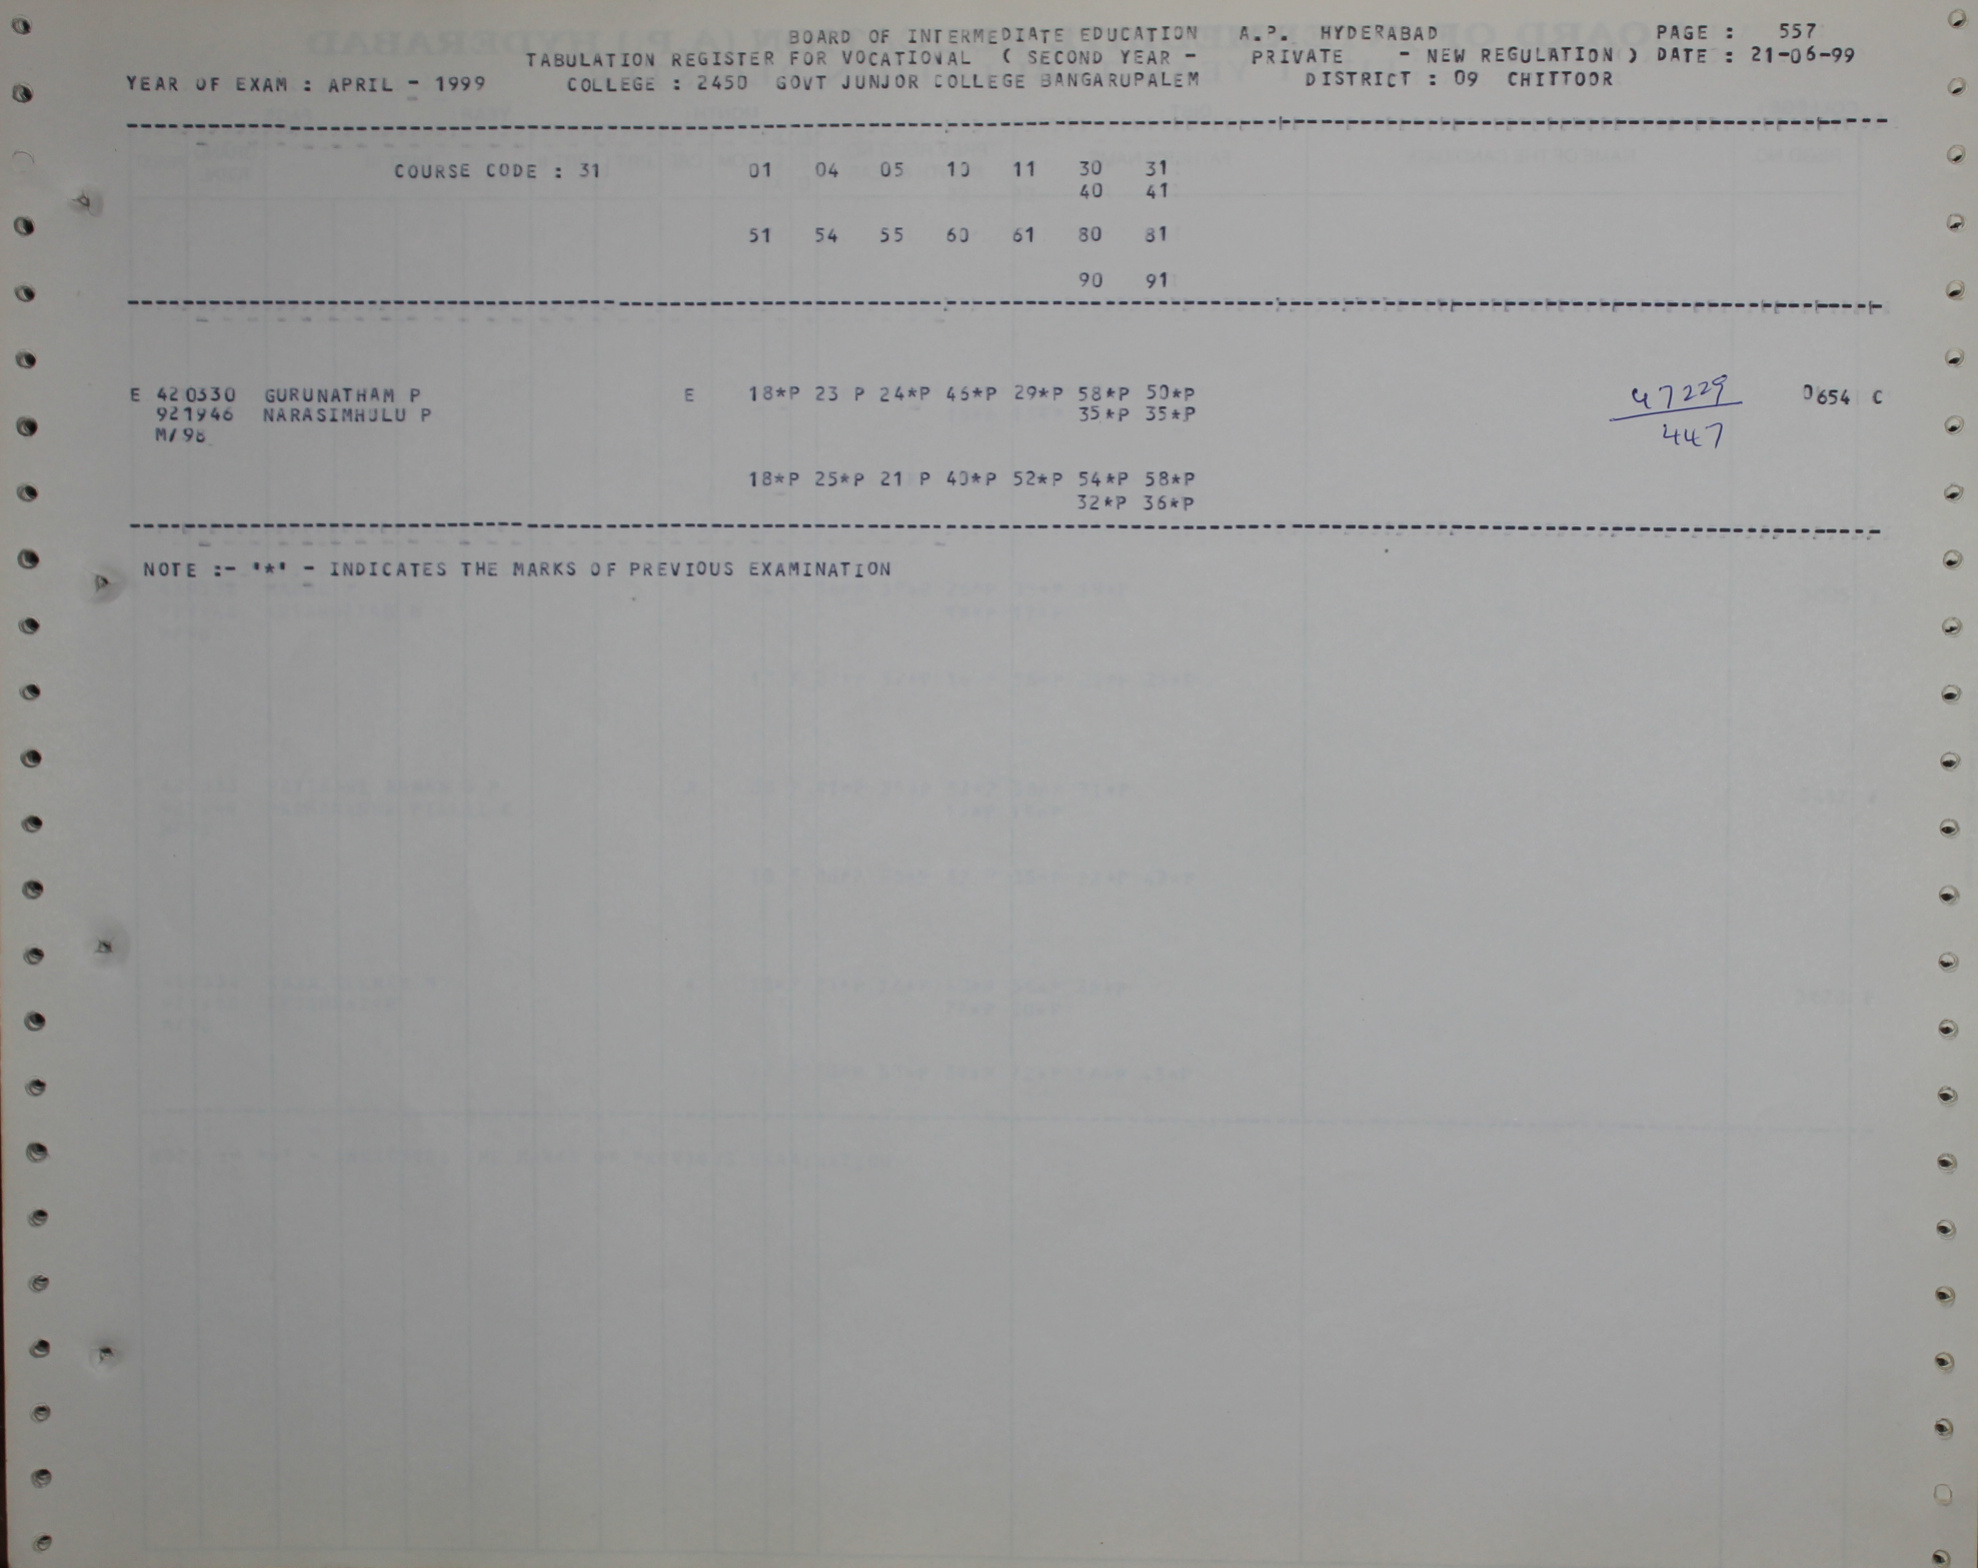 BOARD OF INTERMEDIATE EDUCATION A.P. HYDERABAD PAGE : 557
TABULATION REGISTER FOR VOCATIONAL ( SECOND YEAR - PRIVATE - NEW REGULATION ) DATE : 21-06-99
YEAR OF EXAM : APRIL - 1999 COLLEGE : 2450 GOVT JUNJOR COLLEGE BANGARUPALEM DISTRICT : 09 CHITTOOR
COURSE CODE : 31 01 04 05 10 11 30 31
40 41
51 54 55 60 61 80 81
90 91
E 420330 GURUNATHAM P E 18*P 23 P 24*P 46*P 29*P 58*P 50*P 47229 0654 C
921946 NARASIMHULU P 35*P 35*P 447
M/98
18*P 25*P 21 P 40*P 52*P 54*P 58*P
32*P 36*P
NOTE :- '*' - INDICATES THE MARKS OF PREVIOUS EXAMINATION